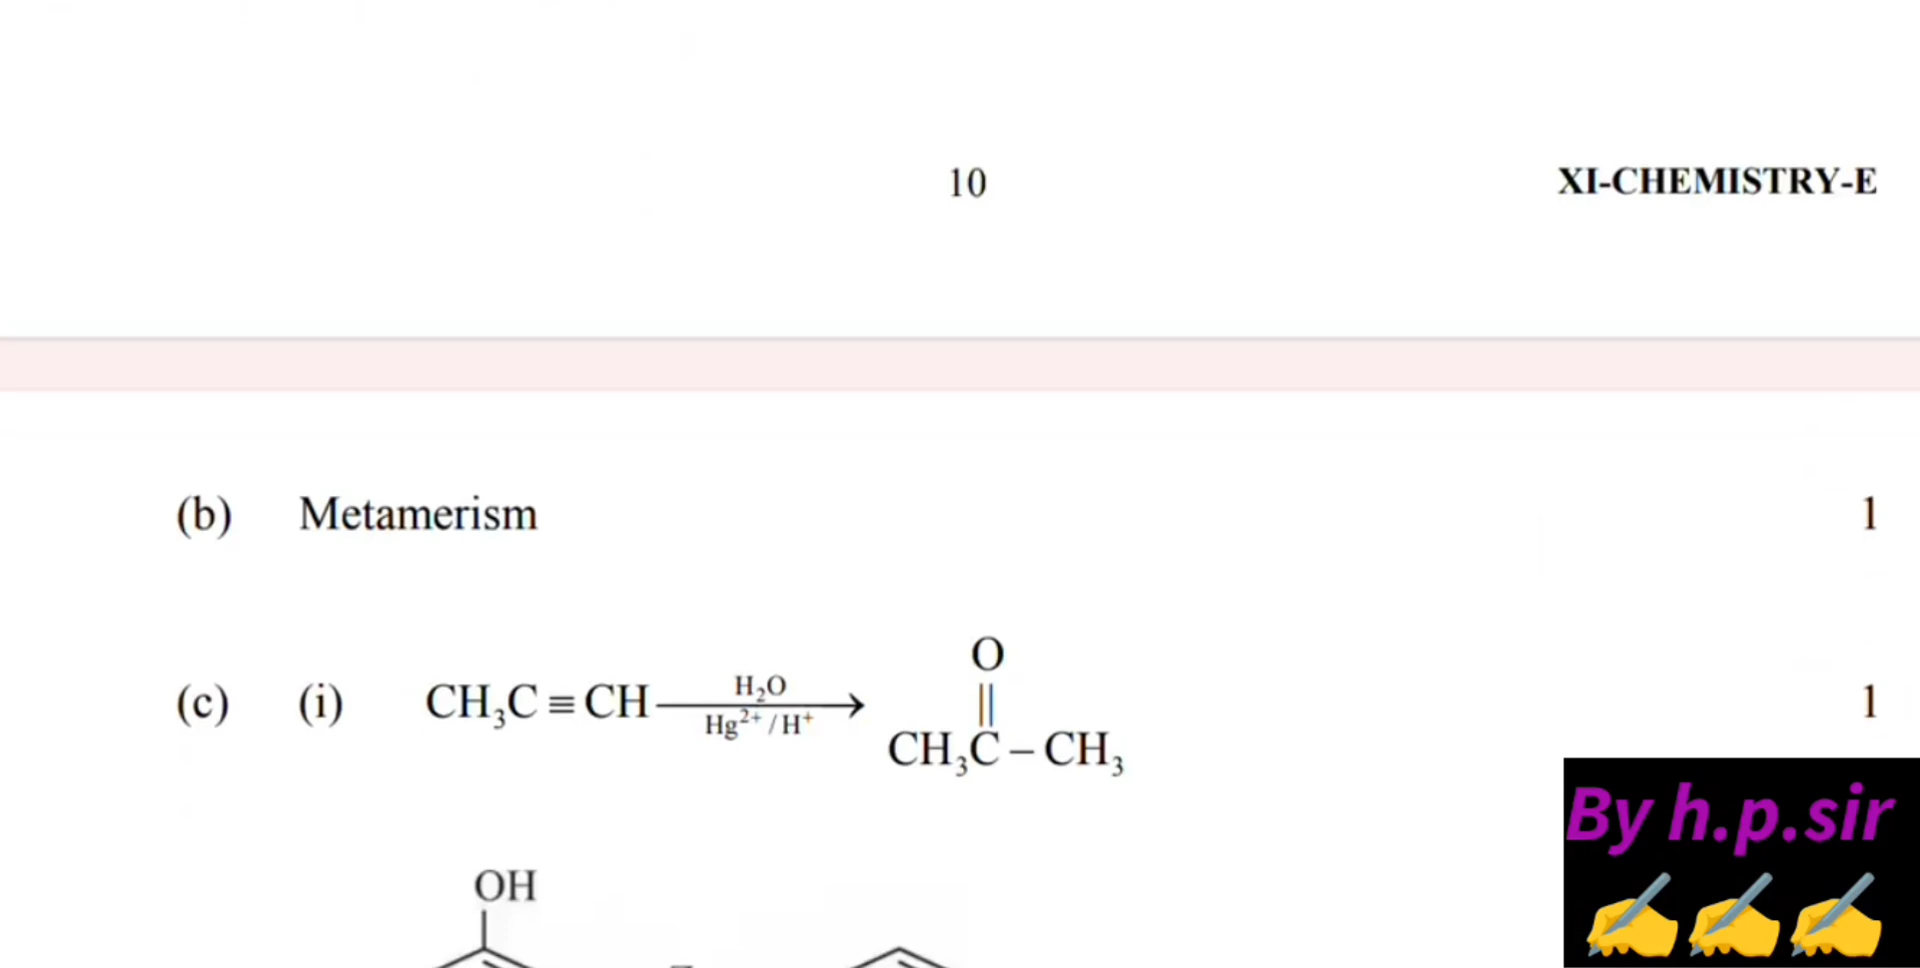 10 XI-CHEMISTRY-E
(b) Metamerism 1
O
||
(c) (i) CH₃C≡CH —H₂O / Hg²⁺/H⁺→ CH₃C–CH₃ 1
By h.p.sir
✍✍✍
OH